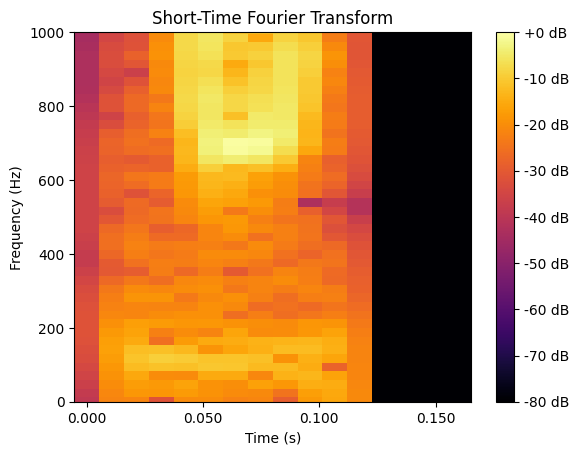 Short-Time Fourier Transform
1000
800
600
400
200
0
Frequency (Hz)
0.000
0.050
0.100
0.150
Time (s)
+0 dB
-10 dB
-20 dB
-30 dB
-40 dB
-50 dB
-60 dB
-70 dB
-80 dB